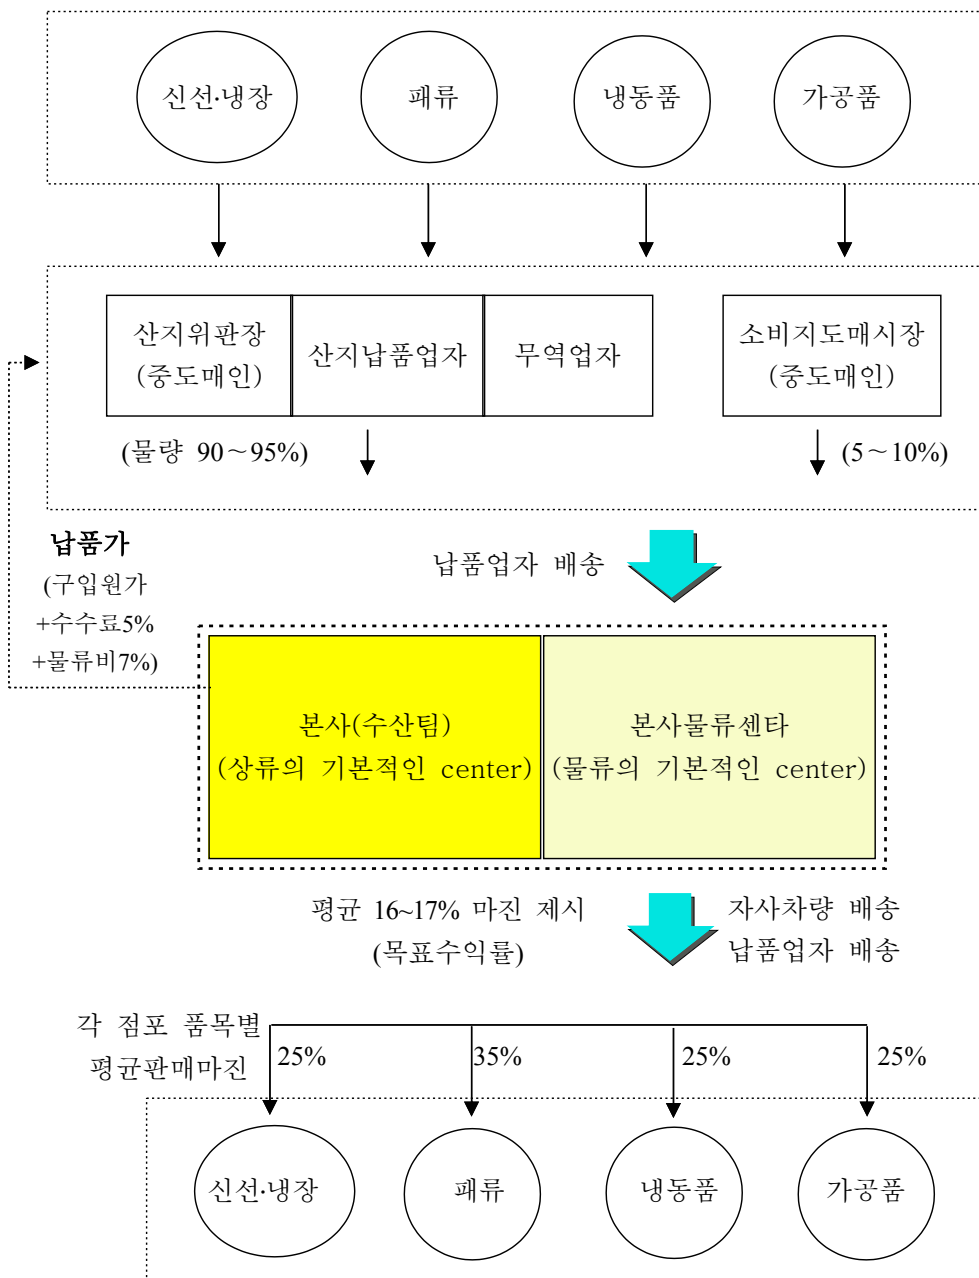 신선·냉장
패류
냉동품
가공품
산지위판장
(중도매인)
산지납품업자
무역업자
소비지도매시장
(중도매인)
(물량 90~95%)
(5~10%)
납품가
(구입원가
+수수료5%
+물류비7%)
납품업자 배송
본사(수산팀)
(상류의 기본적인 center)
본사물류센타
(물류의 기본적인 center)
평균 16~17% 마진 제시
(목표수익률)
자사차량 배송
납품업자 배송
각 점포 품목별
평균판매마진
25%
35%
25%
25%
신선·냉장
패류
냉동품
가공품